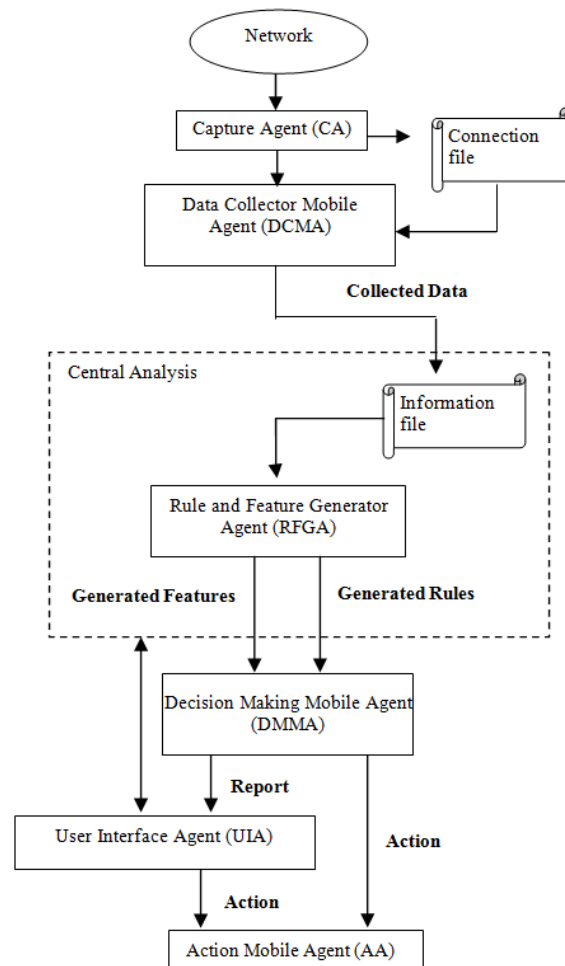 Network
Capture Agent (CA)
Connection
file
Data Collector Mobile
Agent (DCMA)
Collected Data
Central Analysis
Information
file
Rule and Feature Generator
Agent (RFGA)
Generated Features
Generated Rules
Decision Making Mobile Agent
(DMMA)
Report
User Interface Agent (UIA)
Action
Action
Action Mobile Agent (AA)